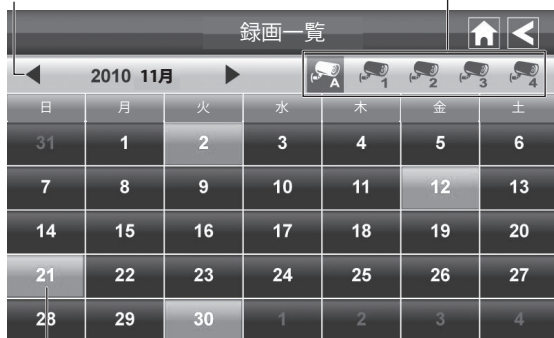 録画一覧
2010 11月
A 1 2 3 4
日 月 火 水 木 金 土
31 1 2 3 4 5 6
7 8 9 10 11 12 13
14 15 16 17 18 19 20
21 22 23 24 25 26 27
28 29 30 1 2 3 4